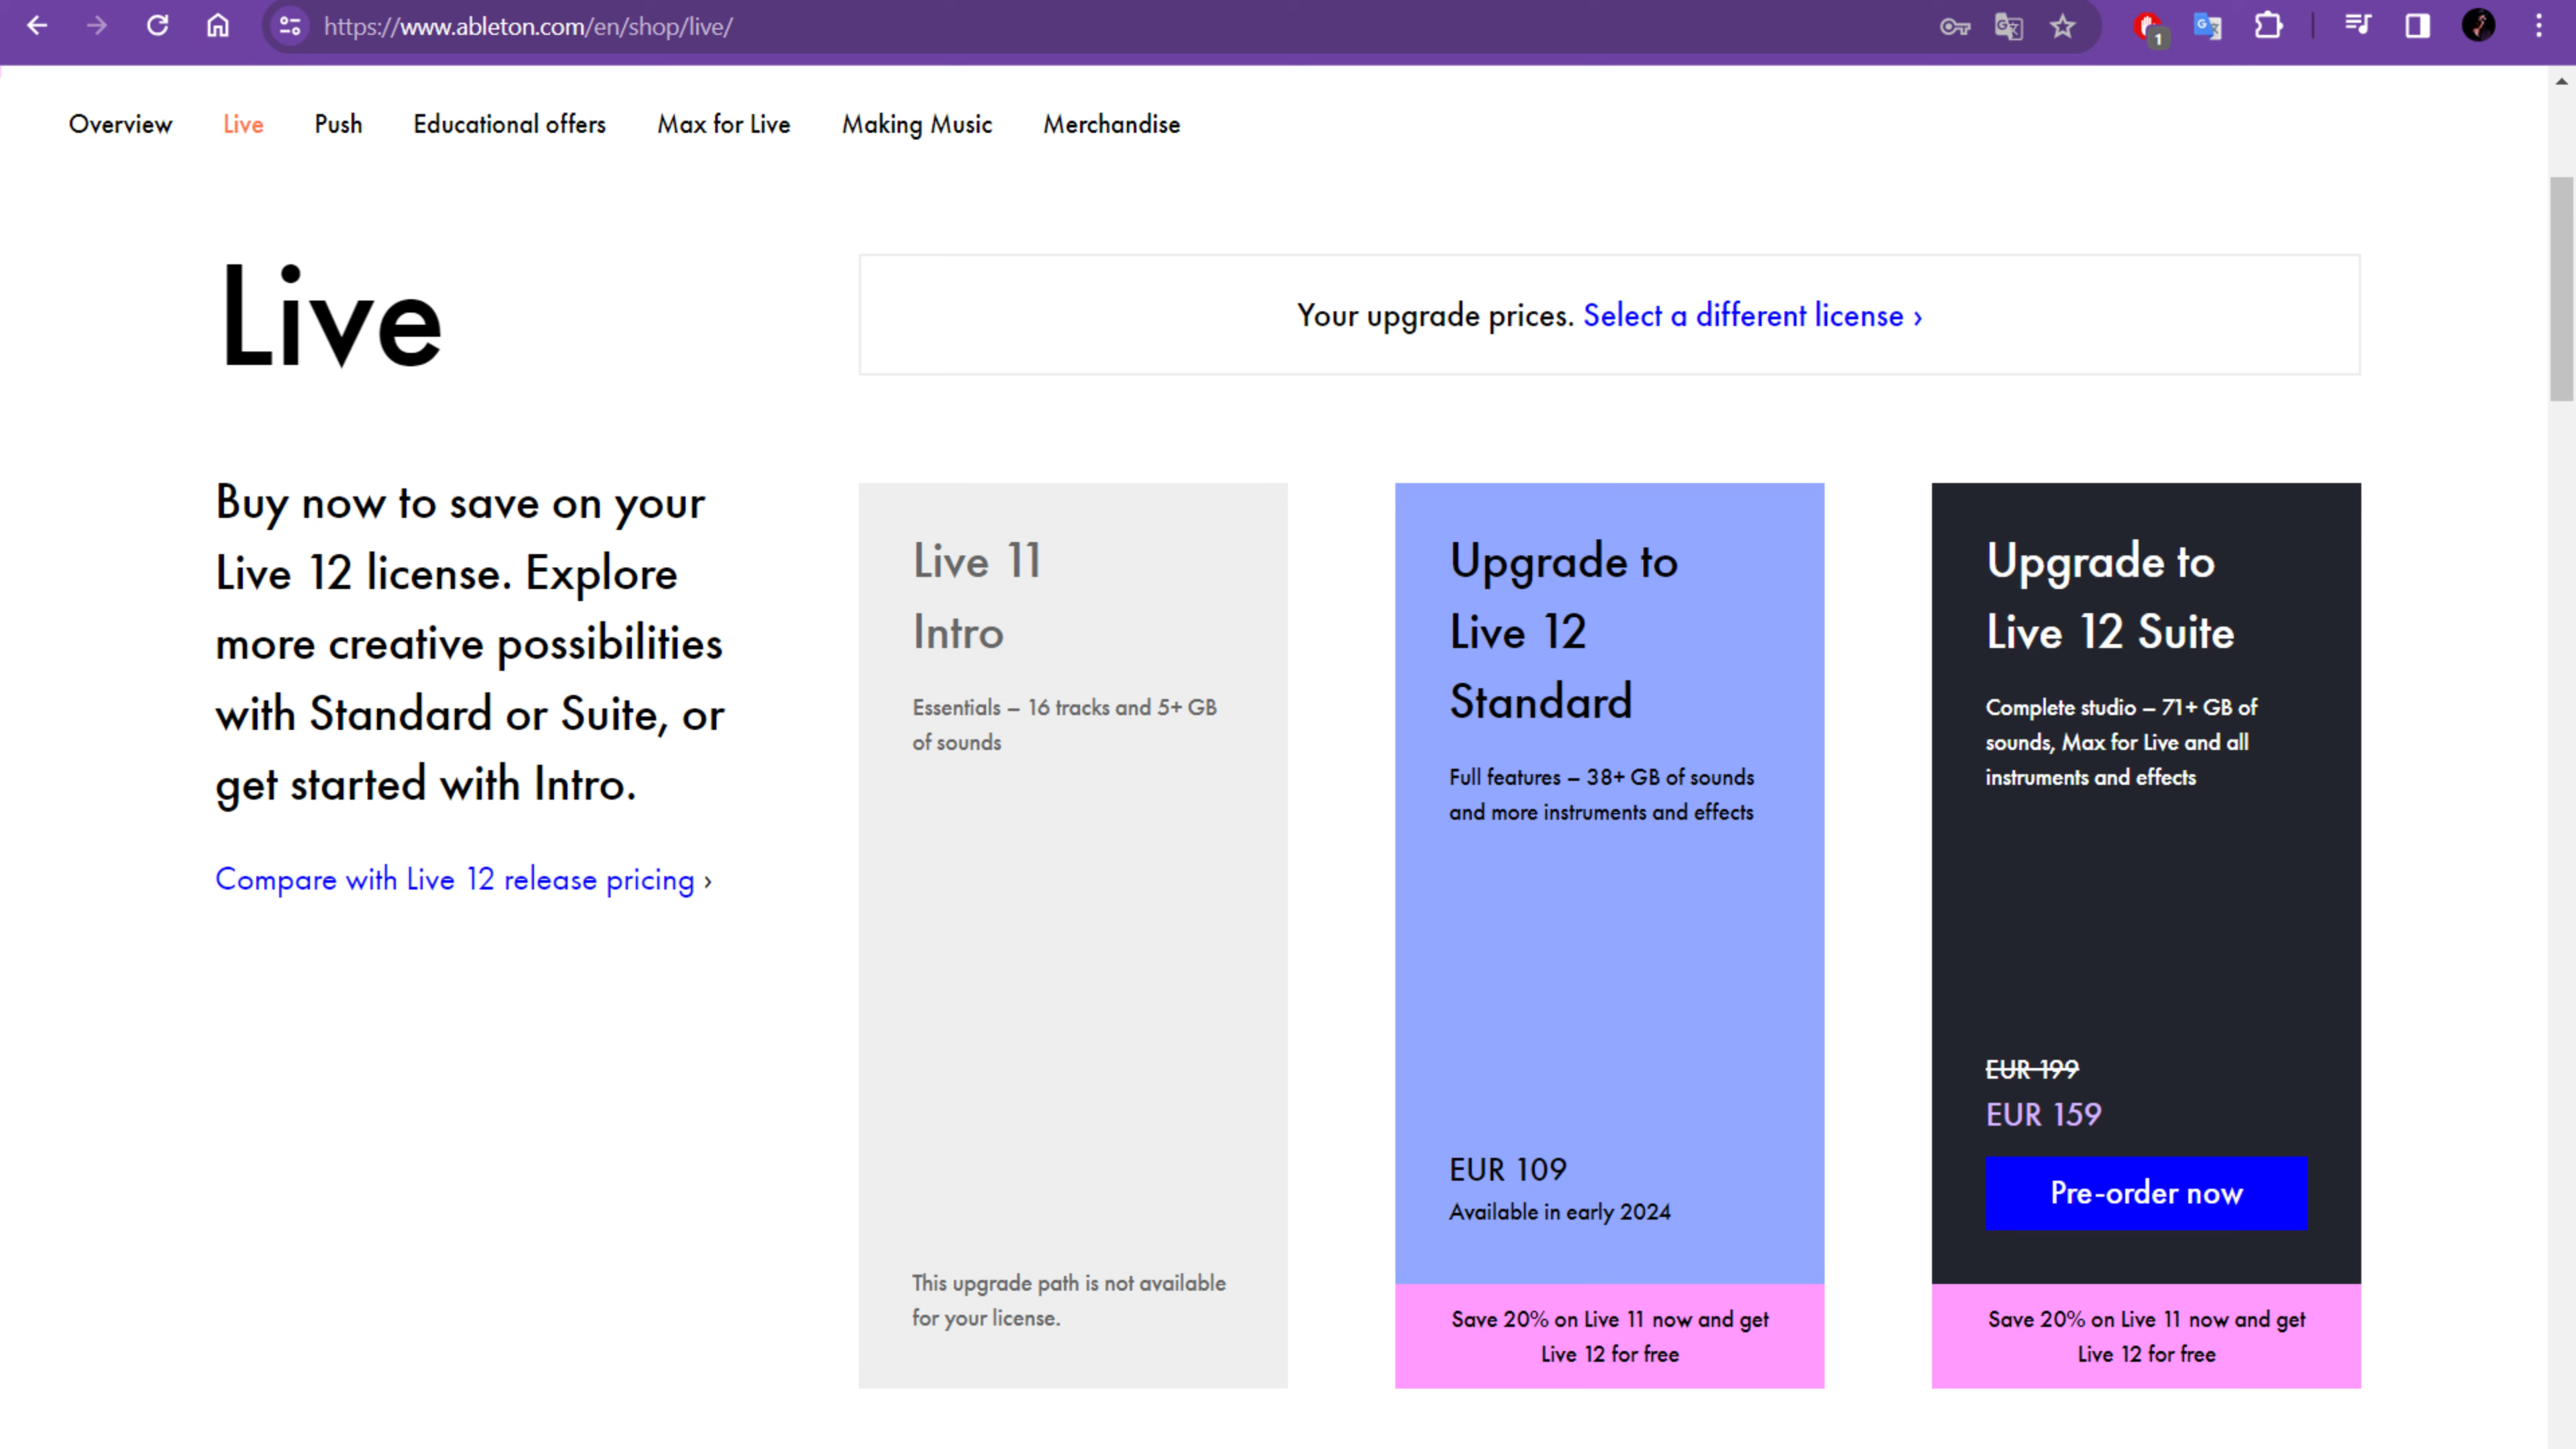 https://www.ableton.com/en/shop/live/
1
Overview Live Push Educational offers Max for Live Making Music Merchandise
Live
Your upgrade prices. Select a different license ›
Buy now to save on your
Live 12 license. Explore
more creative possibilities
with Standard or Suite, or
get started with Intro.
Compare with Live 12 release pricing ›
Live 11
Intro
Essentials – 16 tracks and 5+ GB
of sounds
This upgrade path is not available
for your license.
Upgrade to
Live 12
Standard
Full features – 38+ GB of sounds
and more instruments and effects
EUR 109
Available in early 2024
Save 20% on Live 11 now and get
Live 12 for free
Upgrade to
Live 12 Suite
Complete studio – 71+ GB of
sounds, Max for Live and all
instruments and effects
EUR 199
EUR 159
Pre-order now
Save 20% on Live 11 now and get
Live 12 for free